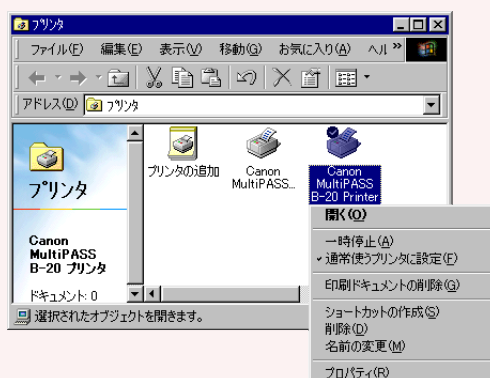 プリンタ
ファイル(F) 編集(E) 表示(V) 移動(G) お気に入り(A) ヘル »
アドレス(D) プリンタ
プリンタ
Canon
MultiPASS
B-20 プリンタ
ドキュメント: 0
プリンタの追加
Canon
MultiPASS...
Canon
MultiPASS
B-20 Printer
開く(O)
一時停止(A)
通常使うプリンタに設定(F)
印刷ドキュメントの削除(G)
ショートカットの作成(S)
削除(D)
名前の変更(M)
プロパティ(R)
選択されたオブジェクトを開きます。